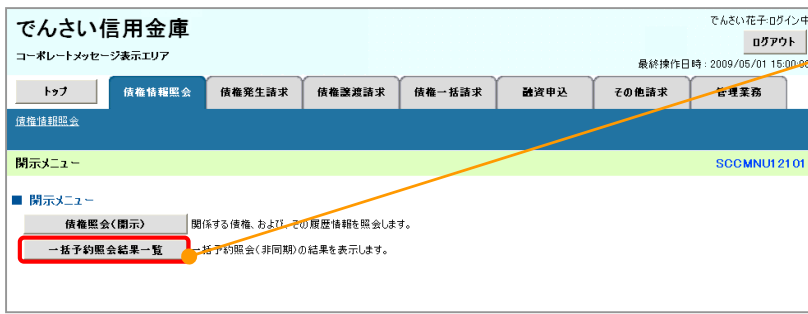 でんさい信用金庫
コーポレートメッセージ表示エリア
でんさい花子:ログイン中
ログアウト
最終操作日時：2009/05/01 15:00:00
トップ 債権情報照会 債権発生請求 債権譲渡請求 債権一括請求 融資申込 その他請求 管理業務
債権情報照会
開示メニュー SCCMNU12101
■ 開示メニュー
債権照会(開示) 関係する債権、および、その履歴情報を照会します。
一括予約照会結果一覧 一括予約照会(非同期)の結果を表示します。